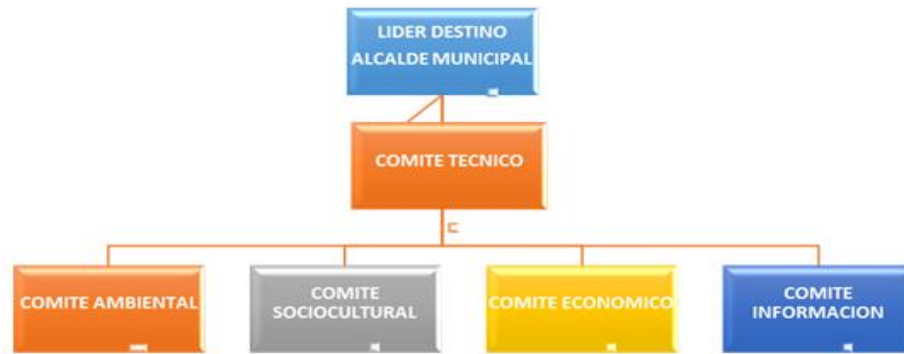 LIDER DESTINO
ALCALDE MUNICIPAL
COMITE TECNICO
COMITE AMBIENTAL
COMITE
SOCIOCULTURAL
COMITE ECONOMICO
COMITE
INFORMACION